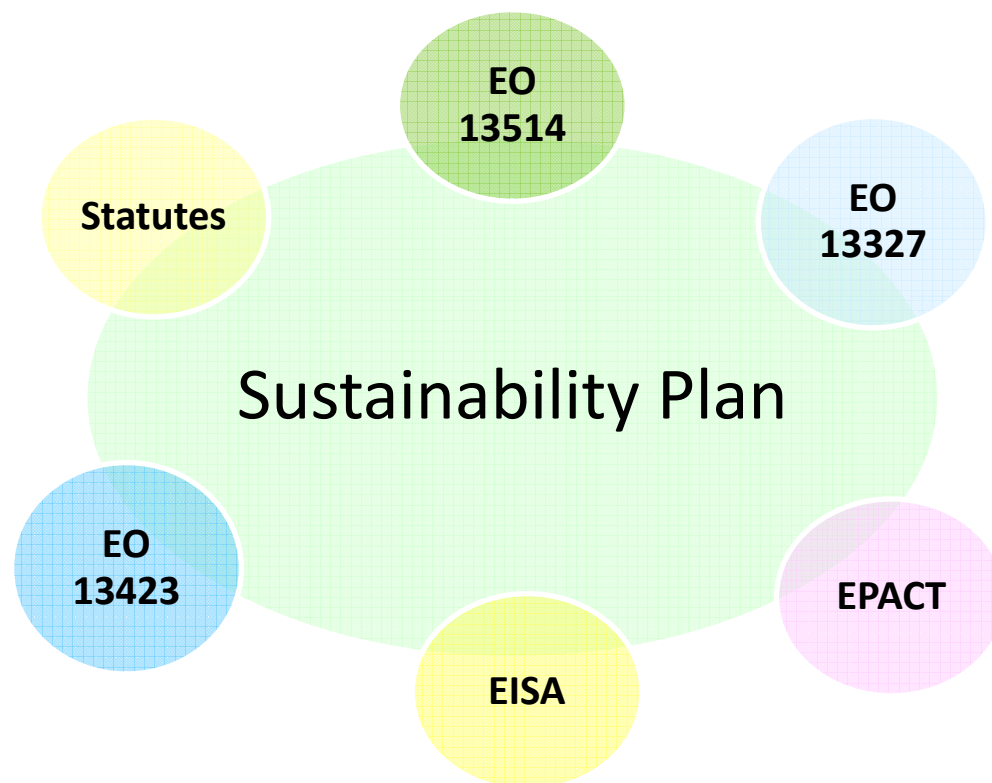 EO
13514
Statutes
EO
13327
Sustainability Plan
EO
13423
EPACT
EISA